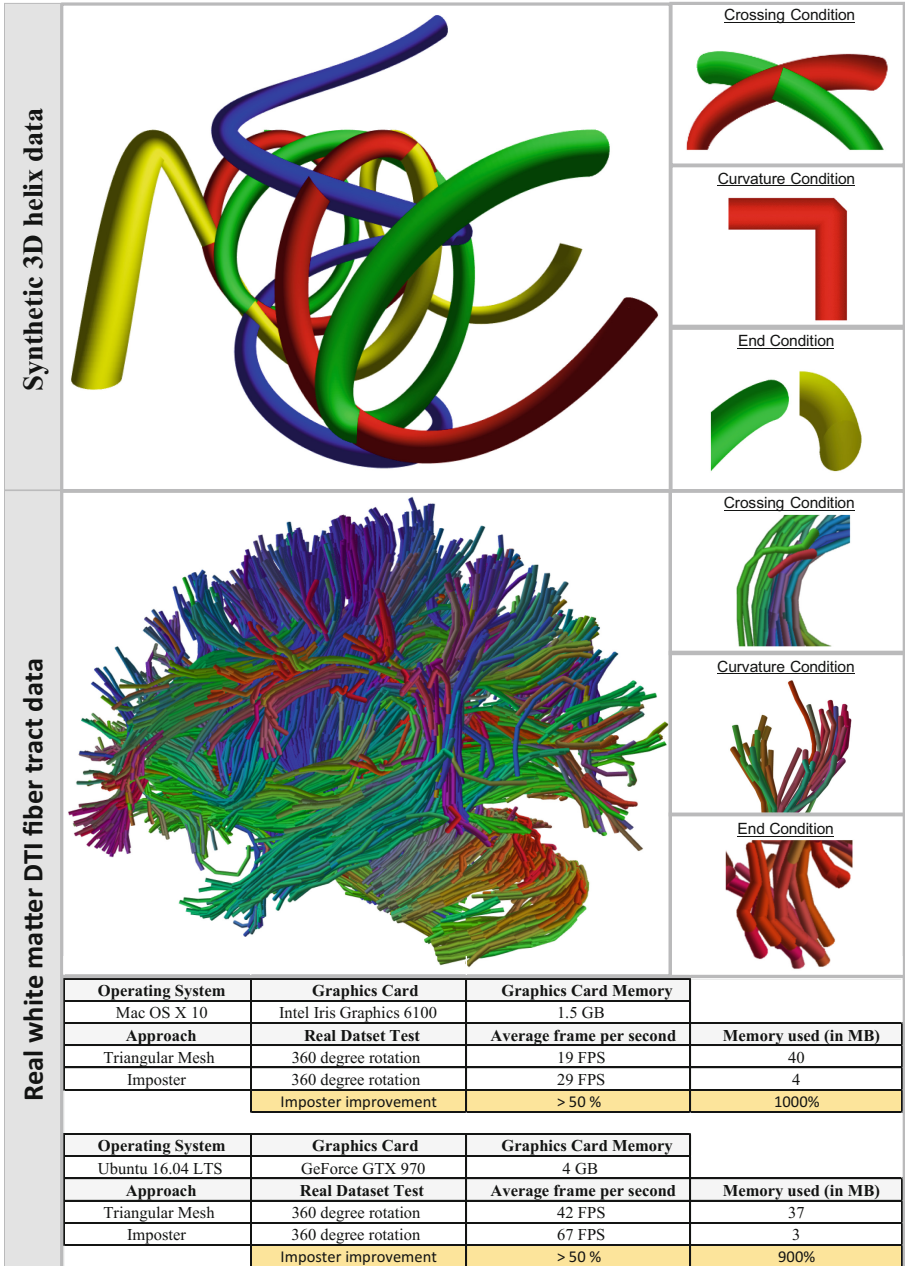 Synthetic 3D helix data
Crossing Condition
Curvature Condition
End Condition
Real white matter DTI fiber tract data
Crossing Condition
Curvature Condition
End Condition
Operating System Graphics Card Graphics Card Memory
Mac OS X 10 Intel Iris Graphics 6100 1.5 GB
Approach Real Datset Test Average frame per second Memory used (in MB)
Triangular Mesh 360 degree rotation 19 FPS 40
Imposter 360 degree rotation 29 FPS 4
Imposter improvement > 50 % 1000%
Operating System Graphics Card Graphics Card Memory
Ubuntu 16.04 LTS GeForce GTX 970 4 GB
Approach Real Dataset Test Average frame per second Memory used (in MB)
Triangular Mesh 360 degree rotation 42 FPS 37
Imposter 360 degree rotation 67 FPS 3
Imposter improvement > 50 % 900%